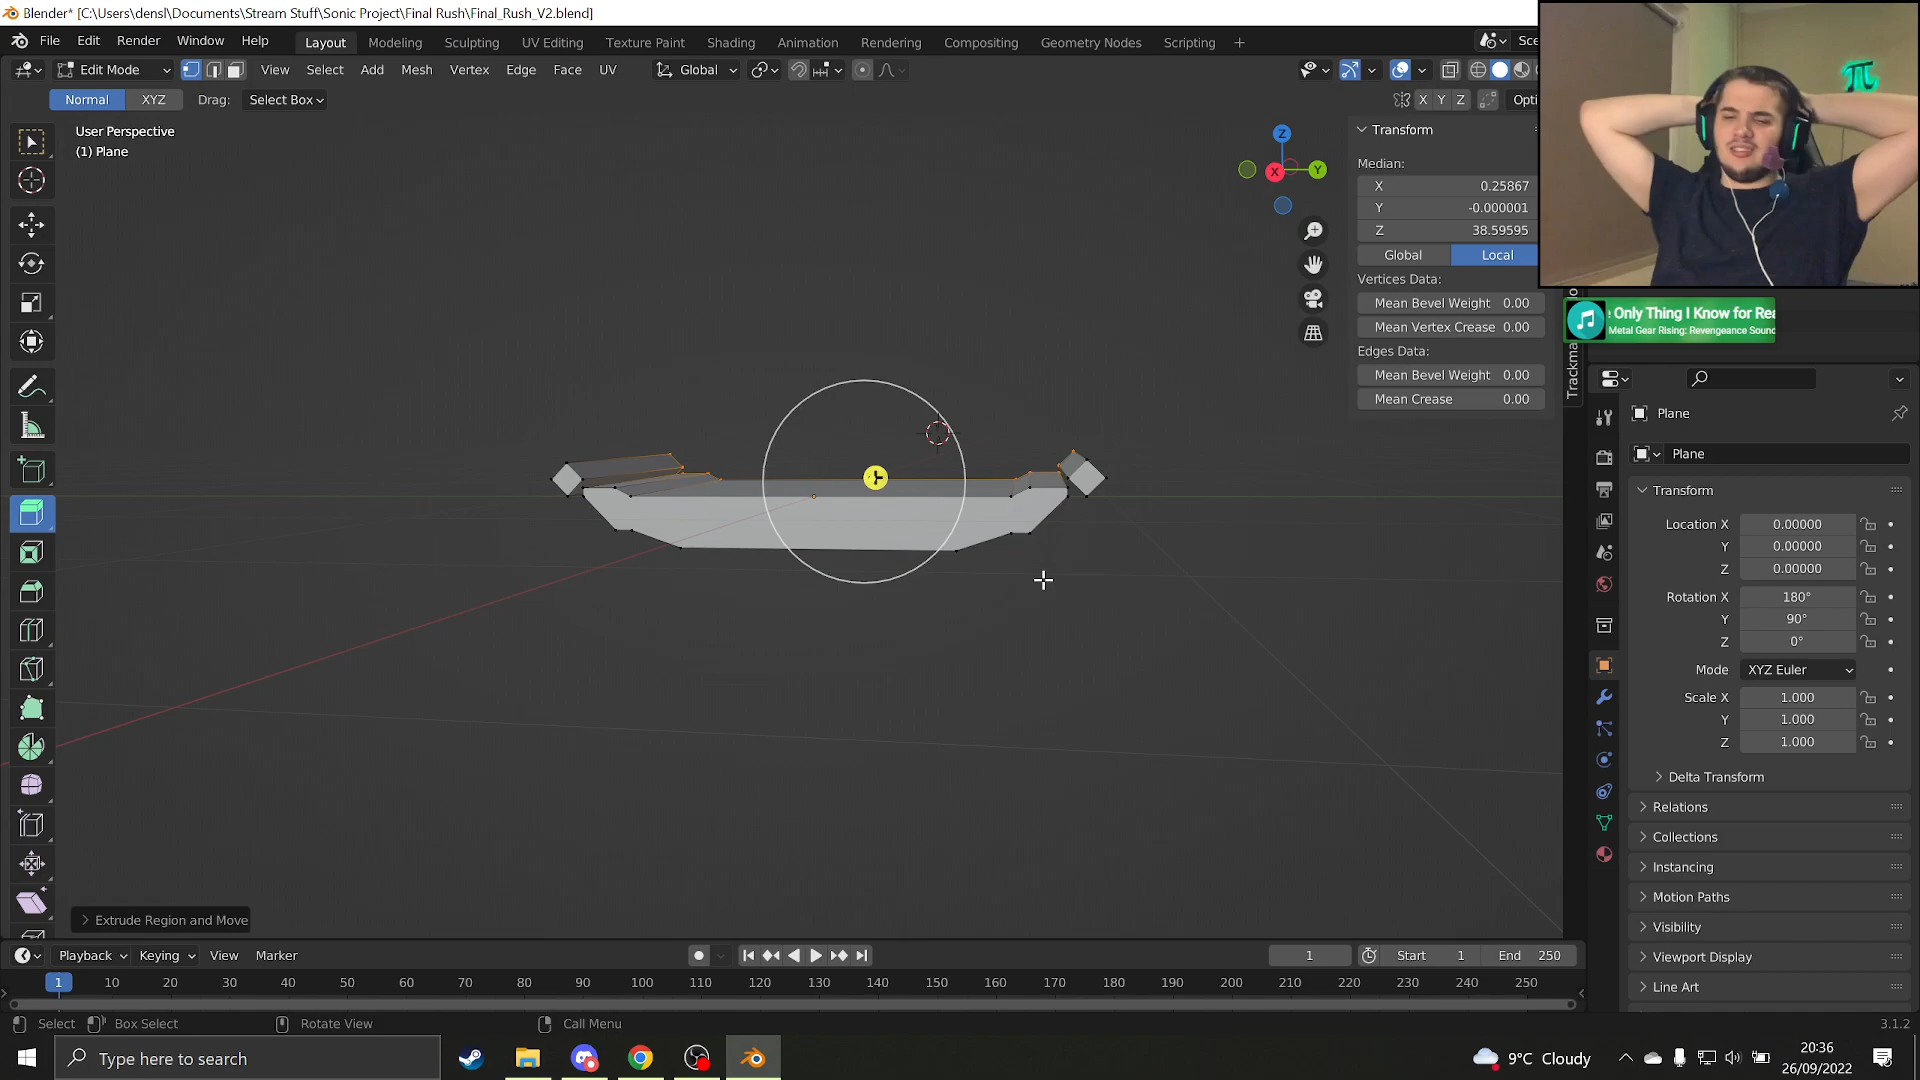 Blender* [C:\Users\densl\Documents\Stream Stuff\Sonic Project\Final Rush\Final_Rush_V2.blend]
File Edit Render Window Help Layout Modeling Sculpting UV Editing Texture Paint Shading Animation Rendering Compositing Geometry Nodes Scripting + Sce
Edit Mode View Select Add Mesh Vertex Edge Face UV Global
Normal XYZ Drag: Select Box X Y Z Opti
User Perspective
(1) Plane
Z
X Y
Transform
Median:
X 0.25867
Y -0.000001
Z 38.59595
Global Local
Vertices Data:
Mean Bevel Weight 0.00
Mean Vertex Crease 0.00
Edges Data:
Mean Bevel Weight 0.00
Mean Crease 0.00
Trackma
π
Only Thing I Know for Rea
Metal Gear Rising: Revengeance Sound
Plane
Plane
Transform
Location X 0.00000
Y 0.00000
Z 0.00000
Rotation X 180°
Y 90°
Z 0°
Mode XYZ Euler
Scale X 1.000
Y 1.000
Z 1.000
Delta Transform
Relations
Collections
Instancing
Motion Paths
Visibility
Viewport Display
Line Art
Extrude Region and Move
Playback Keying View Marker 1 Start 1 End 250
1 10 20 30 40 50 60 70 80 90 100 110 120 130 140 150 160 170 180 190 200 210 220 230 240 250
Select Box Select Rotate View Call Menu 3.1.2
Type here to search 9°C Cloudy 20:36
26/09/2022